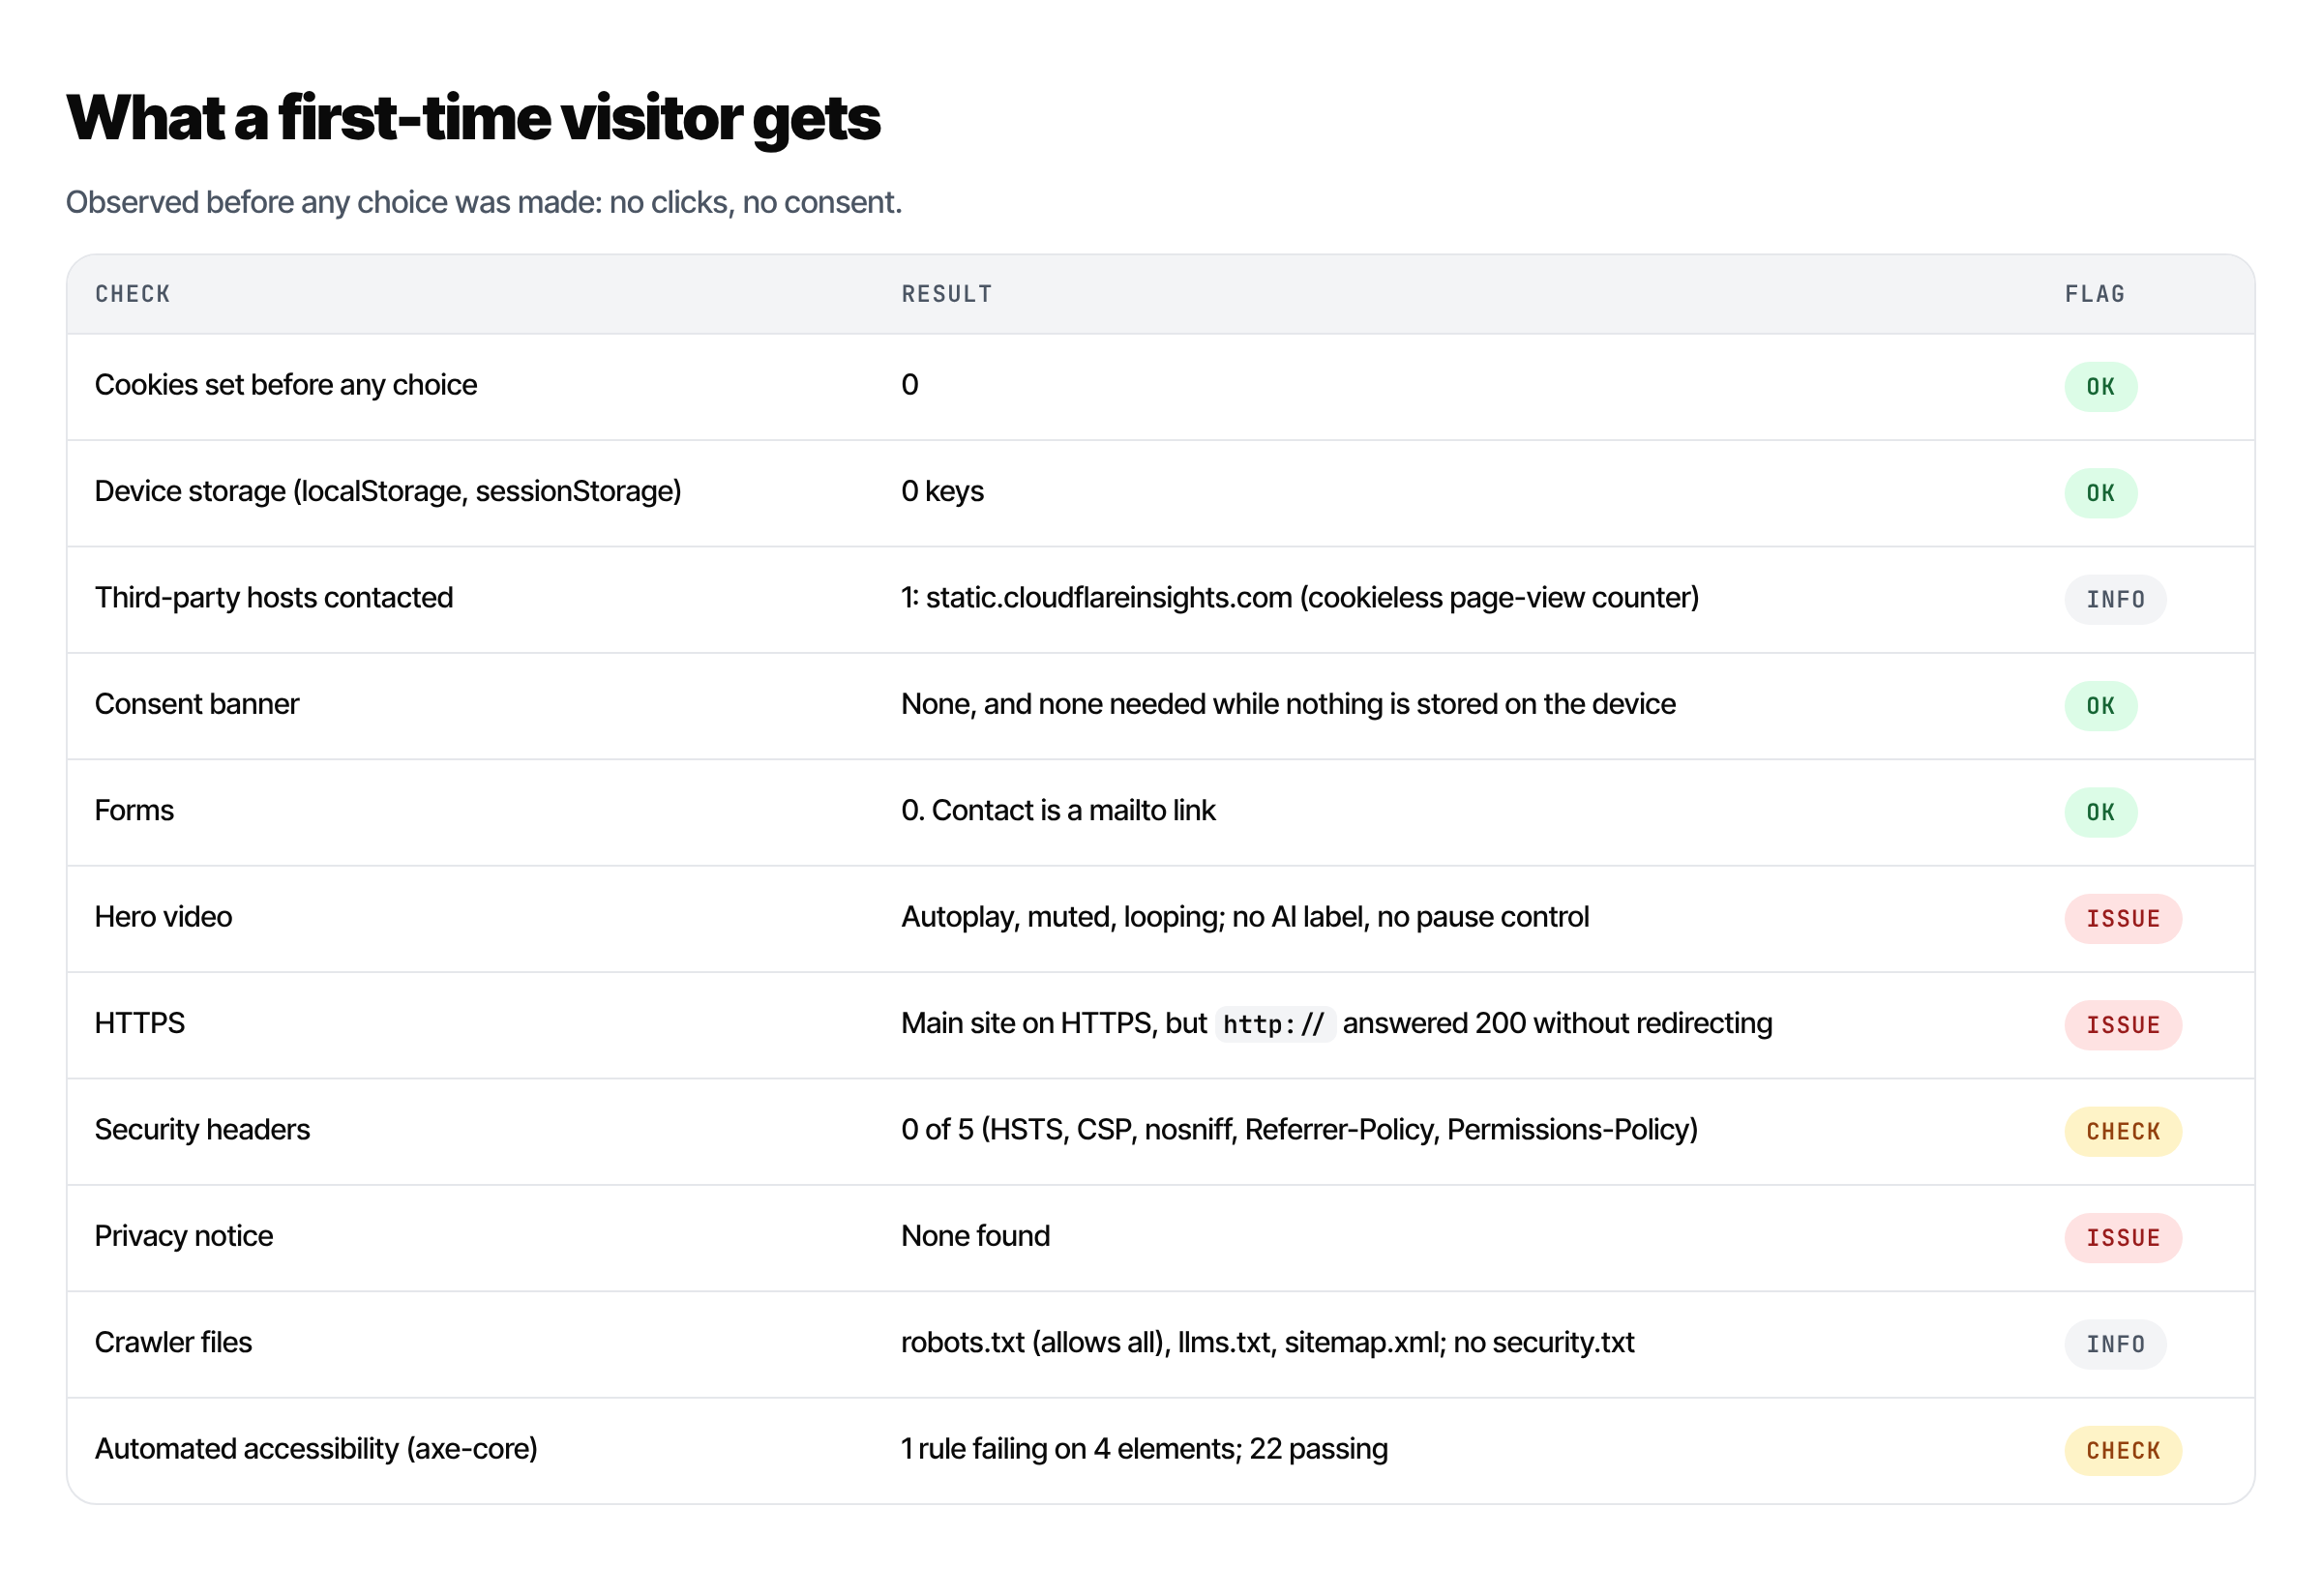 What a first-time visitor gets
Observed before any choice was made: no clicks, no consent.
CHECK RESULT FLAG
Cookies set before any choice 0 OK
Device storage (localStorage, sessionStorage) 0 keys OK
Third-party hosts contacted 1: static.cloudflareinsights.com (cookieless page-view counter) INFO
Consent banner None, and none needed while nothing is stored on the device OK
Forms 0. Contact is a mailto link OK
Hero video Autoplay, muted, looping; no AI label, no pause control ISSUE
HTTPS Main site on HTTPS, but http:// answered 200 without redirecting ISSUE
Security headers 0 of 5 (HSTS, CSP, nosniff, Referrer-Policy, Permissions-Policy) CHECK
Privacy notice None found ISSUE
Crawler files robots.txt (allows all), llms.txt, sitemap.xml; no security.txt INFO
Automated accessibility (axe-core) 1 rule failing on 4 elements; 22 passing CHECK